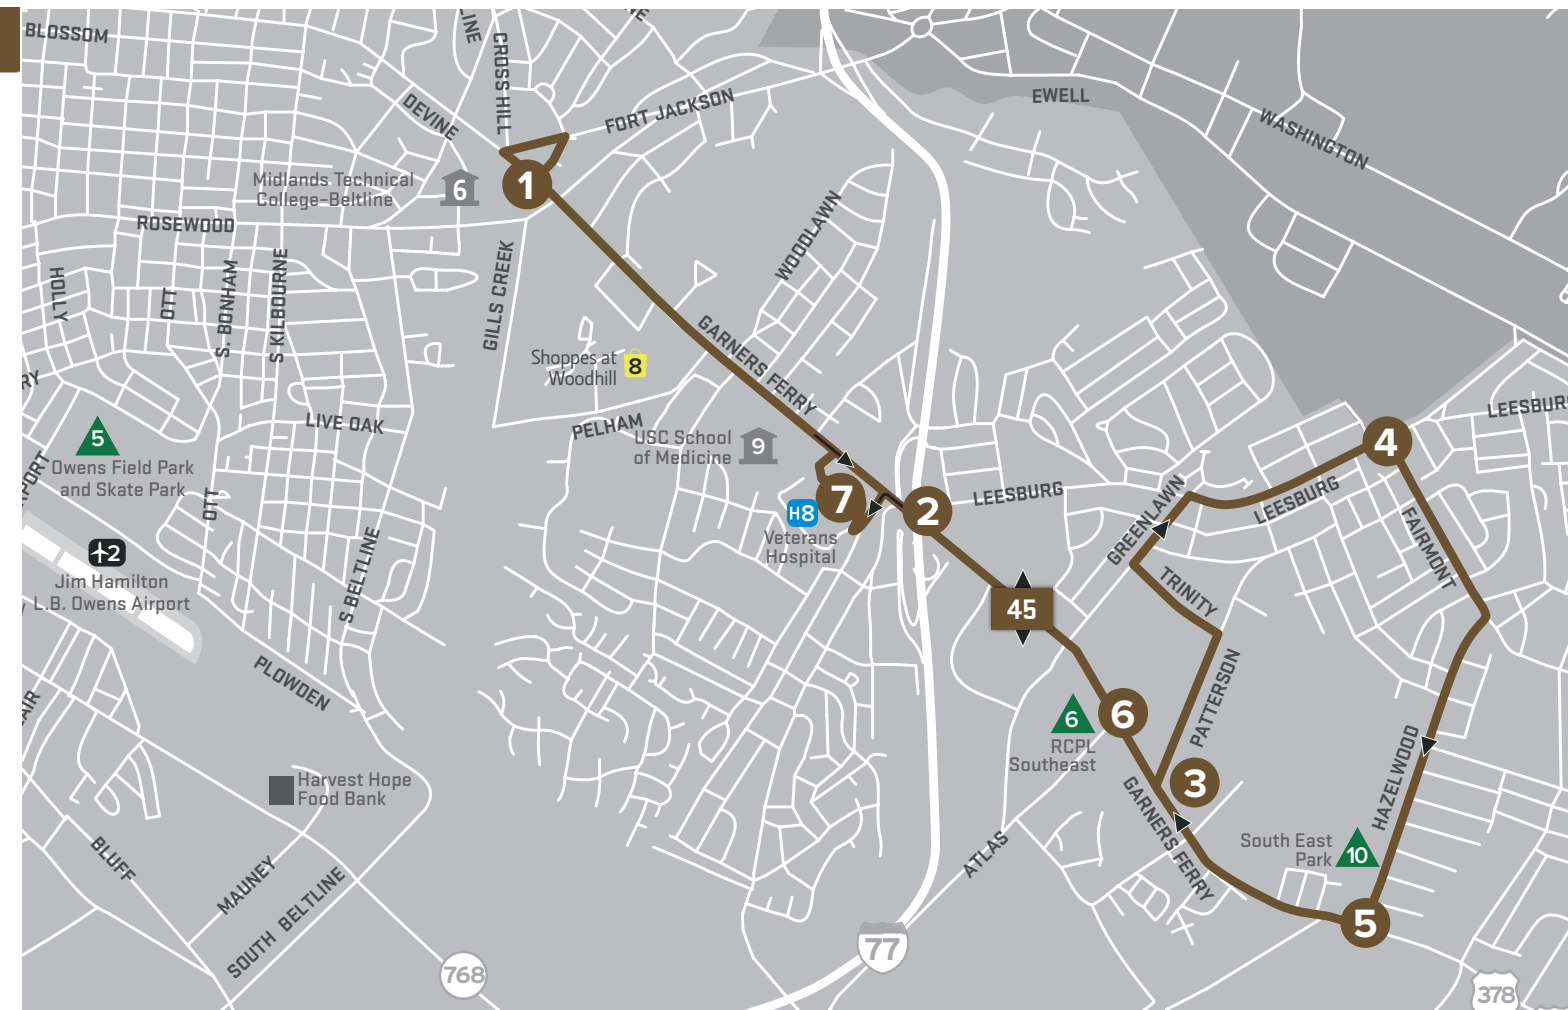 BLOSSOM
CROSS HILL
DEVINE
FORT JACKSON
EWELL
WASHINGTON
Midlands Technical
College-Beltline
6
1
ROSEWOOD
HOLLY
OTT
S. BONHAM
S KILBOURNE
GILLS CREEK
WOODLAWN
GARNERS FERRY
Shoppes at
Woodhill
8
PELHAM
LIVE OAK
5
Owens Field Park
and Skate Park
OTT
2
Jim Hamilton
L.B. Owens Airport
S BELTLINE
PLOWDEN
USC School
of Medicine
9
H8
Veterans
Hospital
7
2
LEESBURG
45
GREENLAWN
LEESBURG
4
LEESBURG
FAIRMONT
TRINITY
PATTERSON
6
RCPL
Southeast
6
3
GARNERS FERRY
HAZELWOOD
South East
Park
10
5
ATLAS
Harvest Hope
Food Bank
BLUFF
MAUNEY
SOUTH BELTLINE
768
77
378